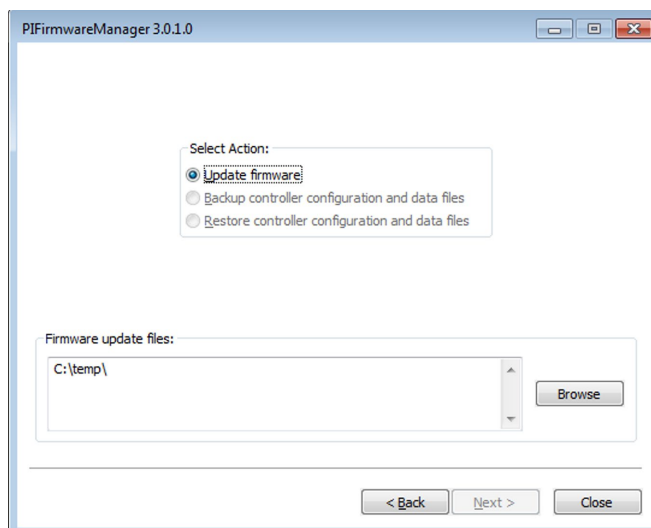 PIFirmwareManager 3.0.1.0
Select Action:
Update firmware
Backup controller configuration and data files
Restore controller configuration and data files
Firmware update files:
C:\temp\
Browse
< Back
Next >
Close